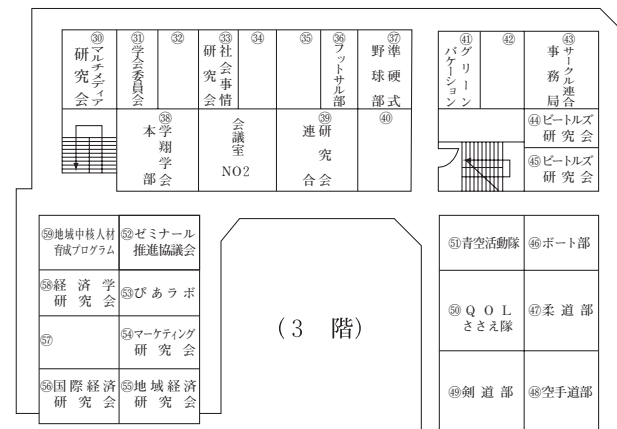 ㉚マルチメディア
研究会
㉛学会委員会
㉜
㉝社会事情
研究会
㉞
㉟
㊱フットサル部
㊲準硬式
野球部
㊳学翔学会
本部
会議室
NO2
㊴研究会
連合
㊵
㊶グリーン
バケーション
㊷
㊸サークル連合
事務局
㊹ビートルズ
研究会
㊺ビートルズ
研究会
(3 階)
59地域中核人材
育成プログラム
52ゼミナール
推進協議会
58経済学
研究会
53ぴあラボ
57
54マーケティング
研究会
56国際経済
研究会
55地域経済
研究会
51青空活動隊
㊻ボート部
㊿QOL
ささえ隊
㊼柔道部
㊾剣道部
㊽空手道部